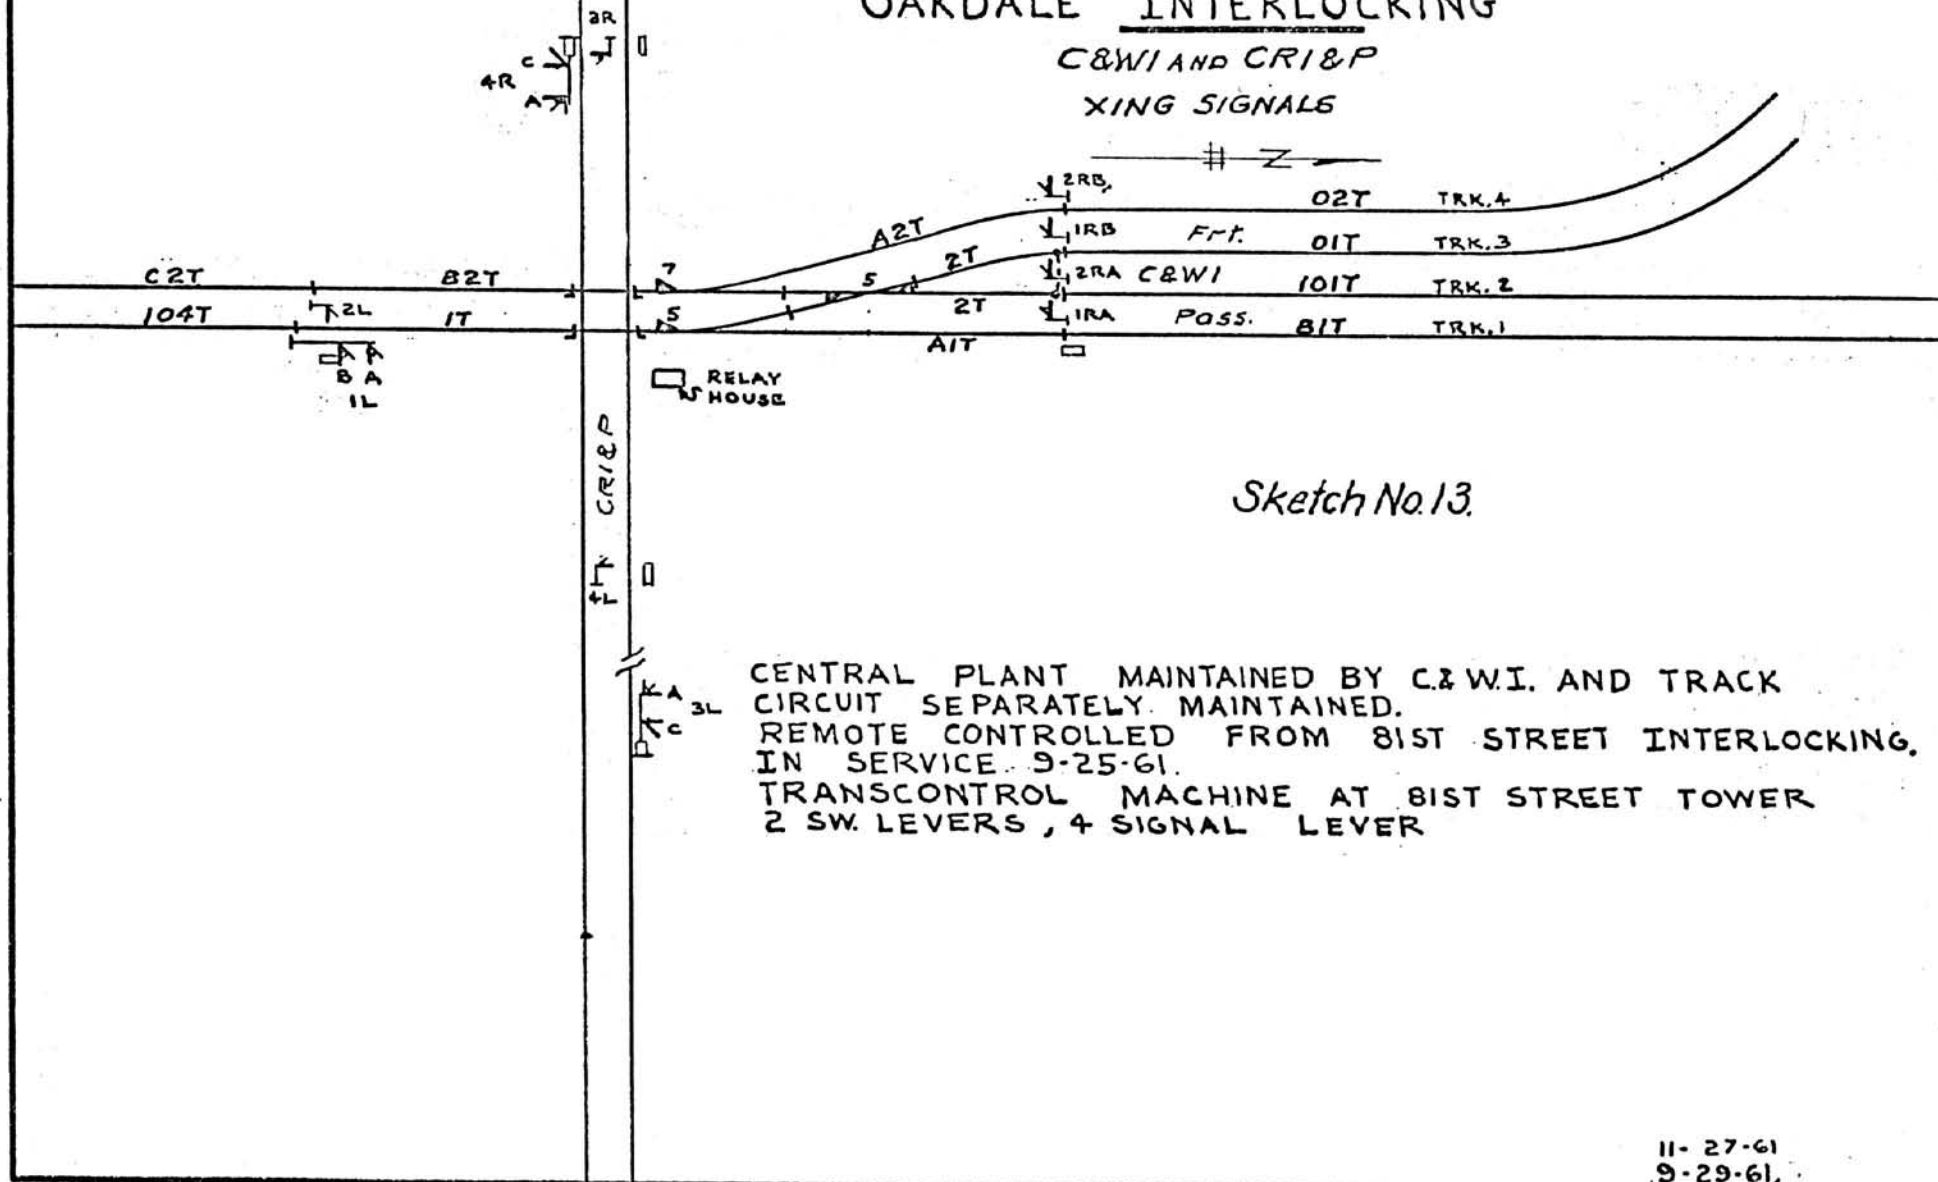 OAKDALE INTERLOCKING
C&WI AND CRI&P
XING SIGNALS
Z
3R
C
4R
A
2RB
02T TRK. 4
A2T
1RB Frt. 01T TRK. 3
2T
C2T B2T 7 5 2RA C&WI 101T TRK. 2
2L 2T
104T 1T 5 1RA Pass. 81T TRK. 1
A1T
B A
1L
RELAY
HOUSE
CRI&P
Sketch No. 13.
4L
A
3L
C
CENTRAL PLANT MAINTAINED BY C.& W.I. AND TRACK
CIRCUIT SEPARATELY MAINTAINED.
REMOTE CONTROLLED FROM 81ST STREET INTERLOCKING.
IN SERVICE 9-25-61.
TRANSCONTROL MACHINE AT 81ST STREET TOWER
2 SW. LEVERS, 4 SIGNAL LEVER
11-27-61
9-29-61.